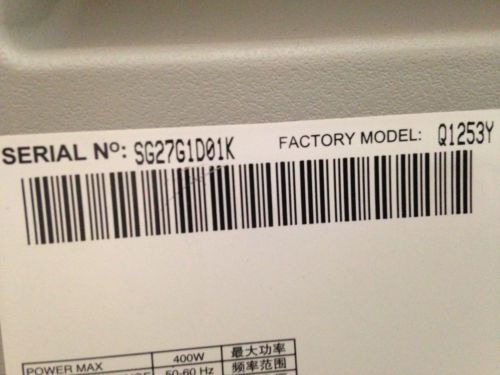 SERIAL Nº: SG27G1D01K FACTORY MODEL: Q1253Y
POWER MAX 400W 最大功率
50-60 Hz 频率范围